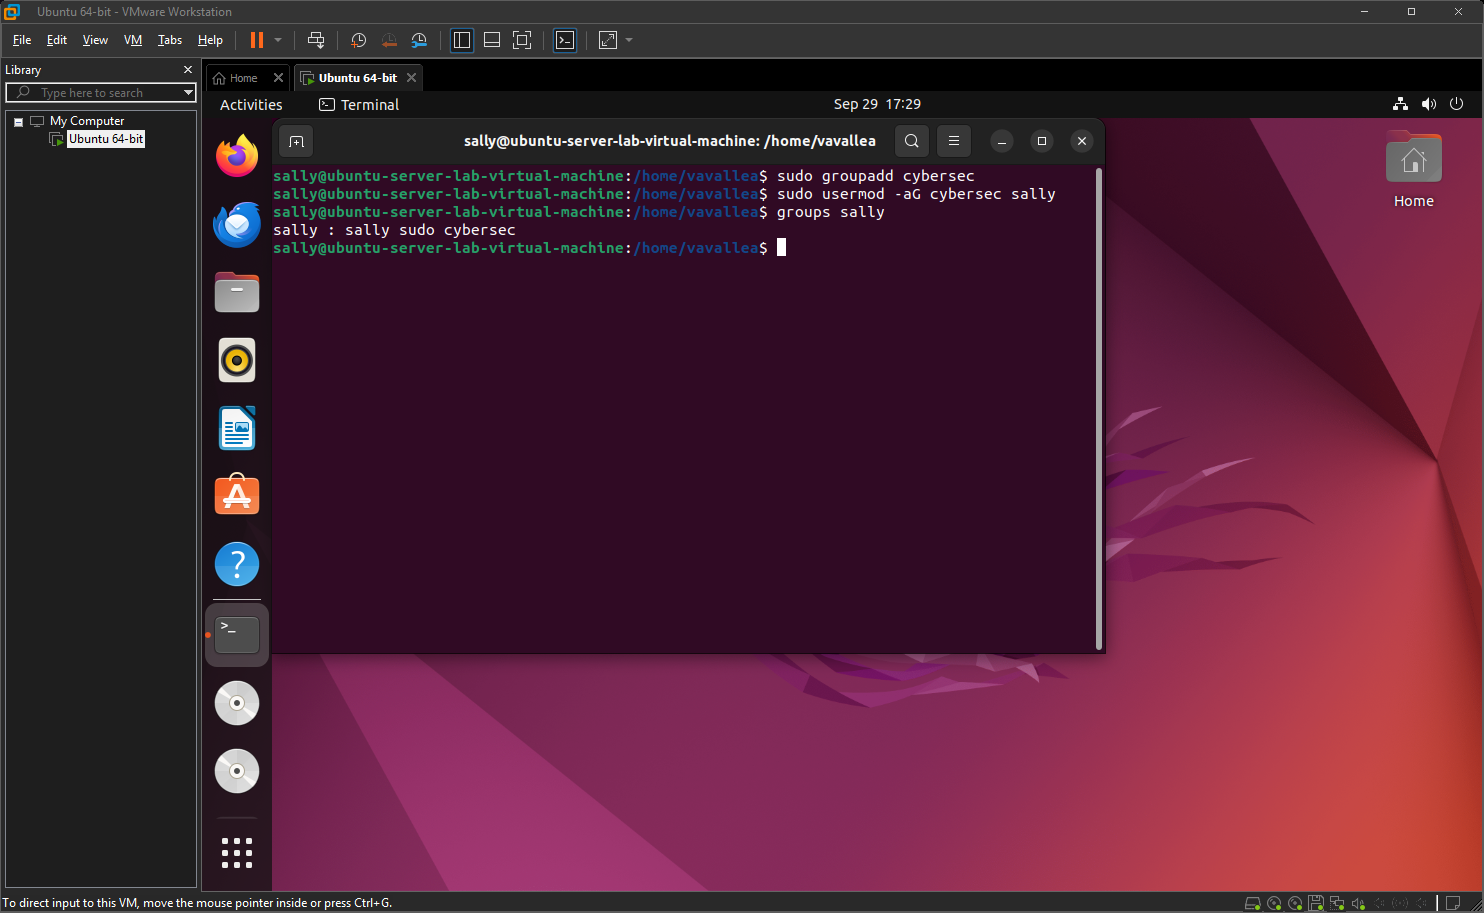 Ubuntu 64-bit - VMware Workstation
File Edit View VM Tabs Help
Library
Type here to search
My Computer
Ubuntu 64-bit
Home
Ubuntu 64-bit
Activities
Terminal
Sep 29 17:29
sally@ubuntu-server-lab-virtual-machine: /home/vavallea
sally@ubuntu-server-lab-virtual-machine:/home/vavallea$ sudo groupadd cybersec
sally@ubuntu-server-lab-virtual-machine:/home/vavallea$ sudo usermod -aG cybersec sally
sally@ubuntu-server-lab-virtual-machine:/home/vavallea$ groups sally
sally : sally sudo cybersec
sally@ubuntu-server-lab-virtual-machine:/home/vavallea$
Home
To direct input to this VM, move the mouse pointer inside or press Ctrl+G.